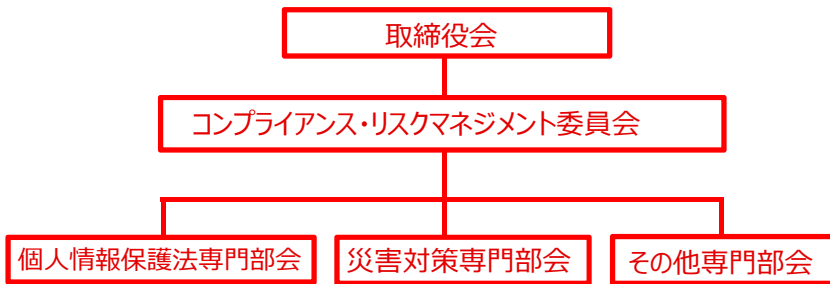 取締役会
コンプライアンス・リスクマネジメント委員会
個人情報保護法専門部会
災害対策専門部会
その他専門部会